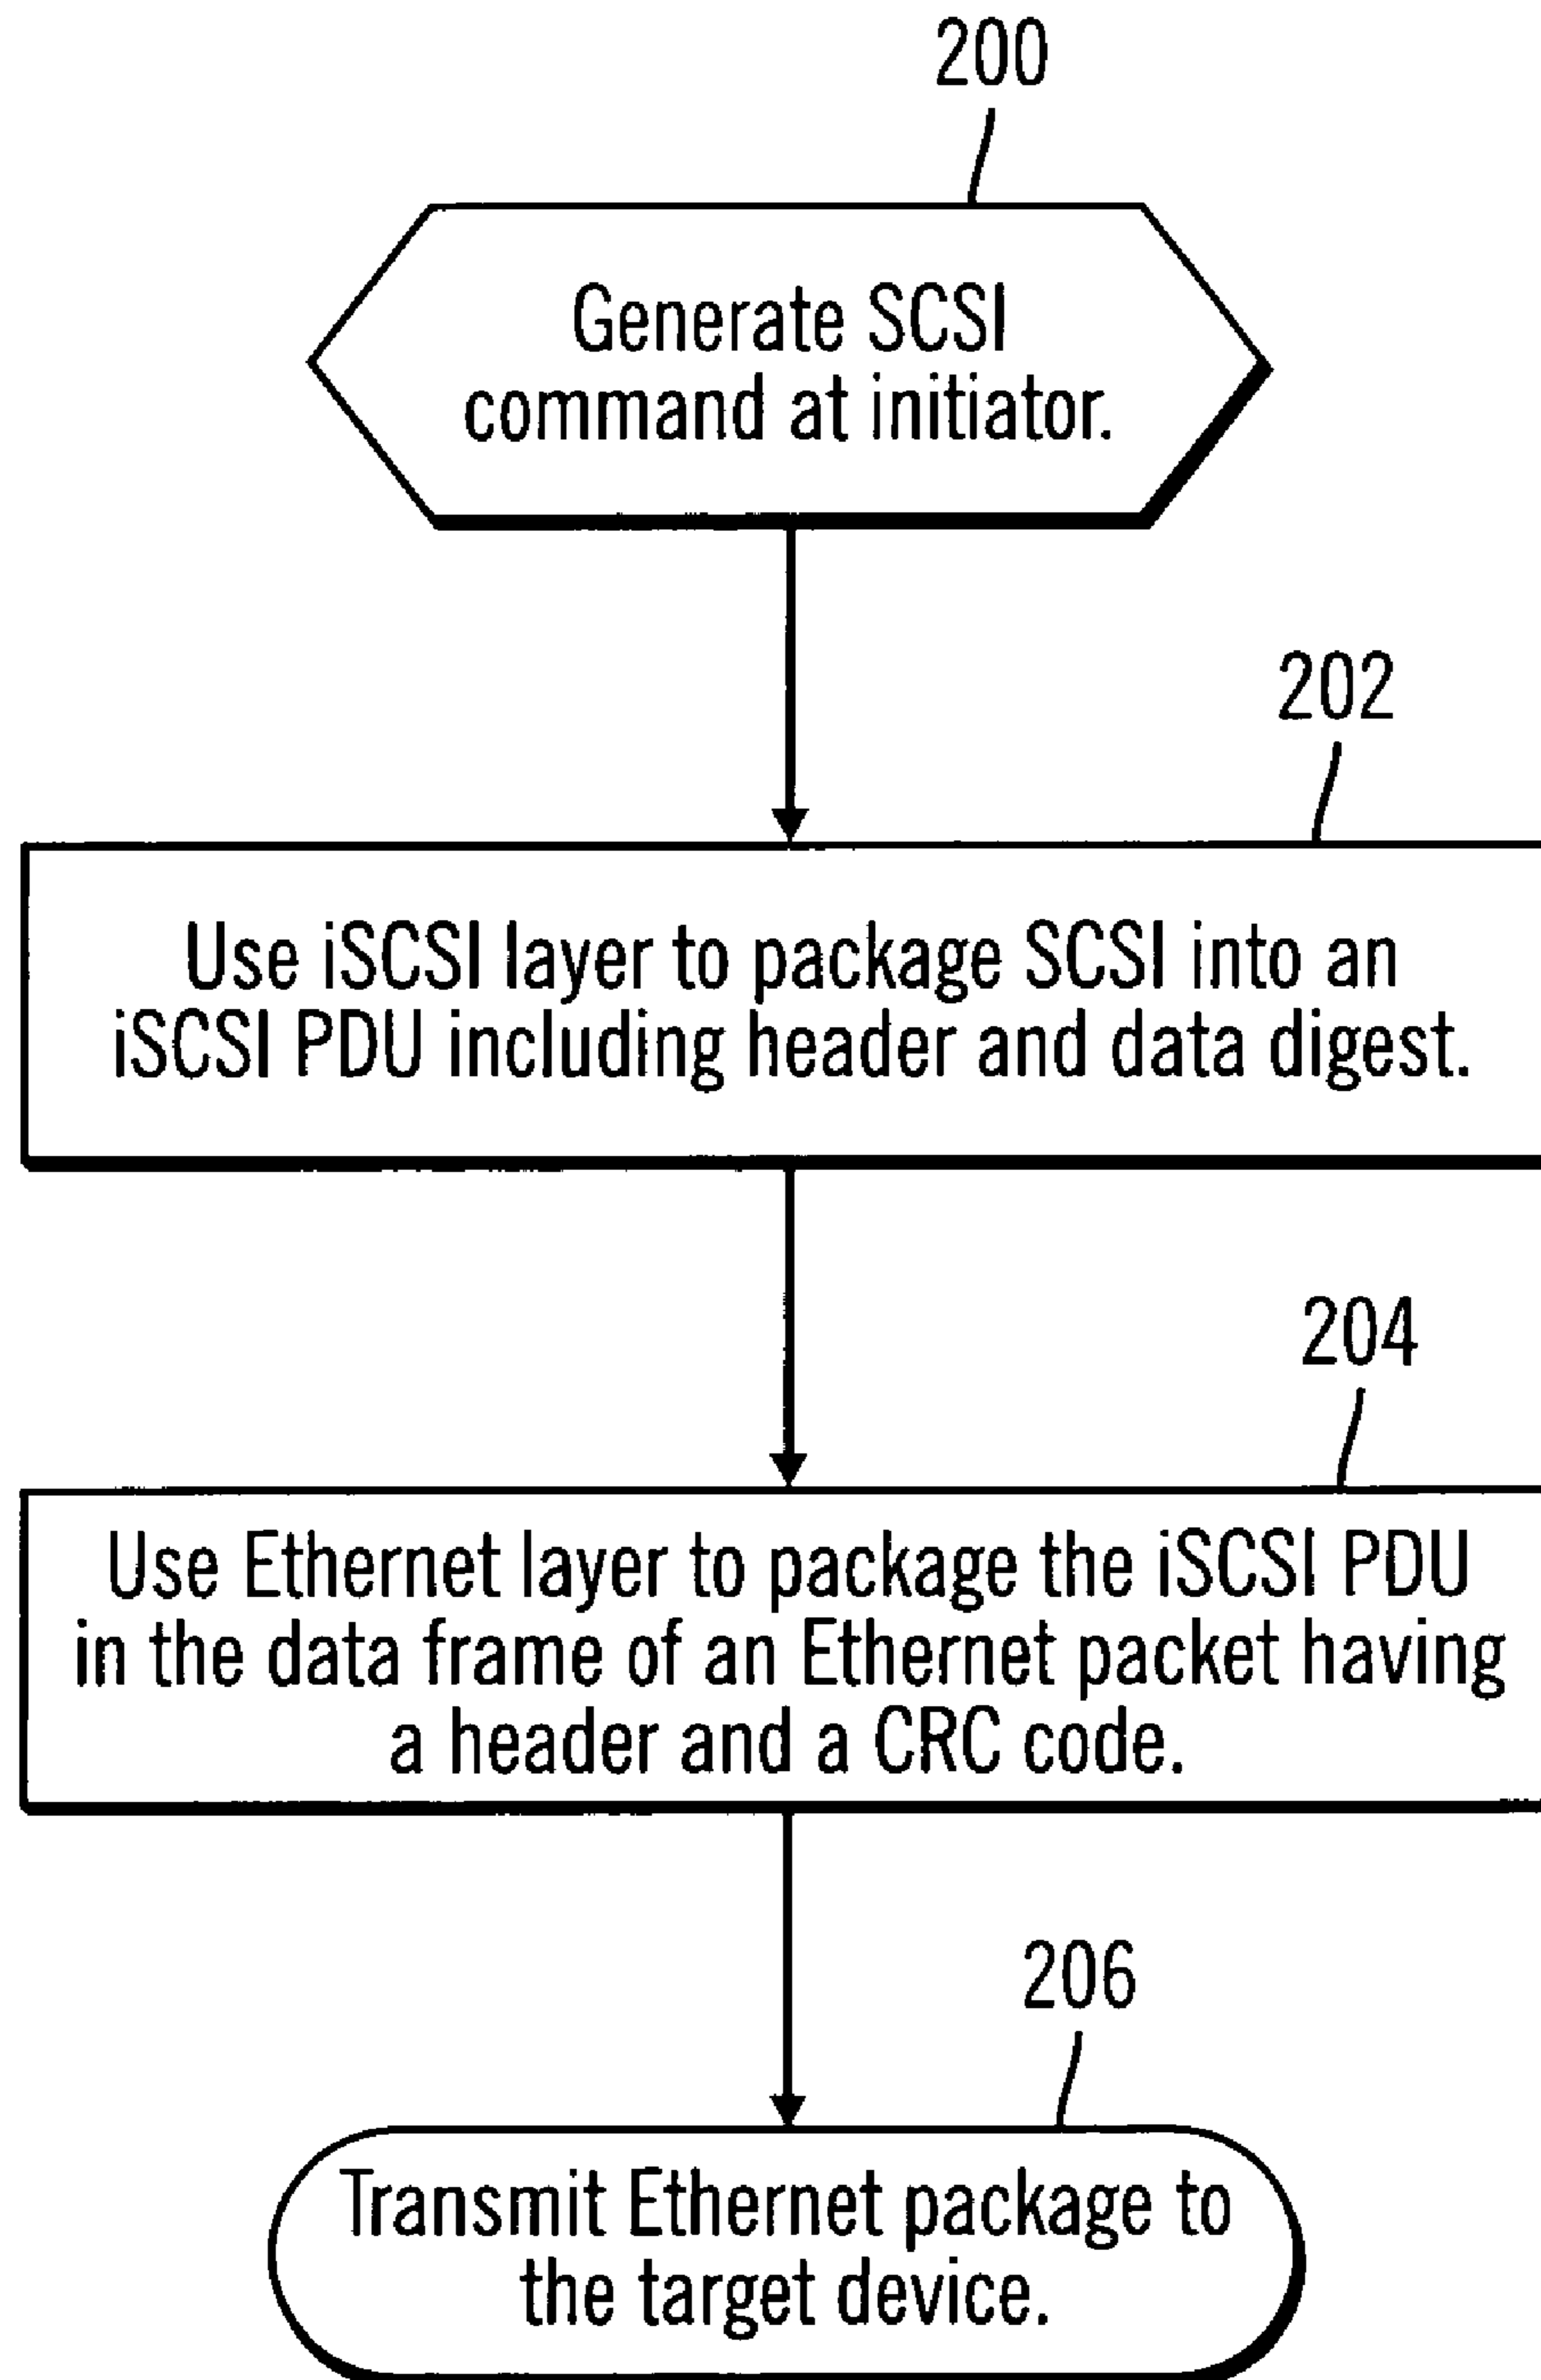 200
Generate SCSI
command at initiator.
202
Use iSCSI layer to package SCSI into an
iSCSI PDU including header and data digest.
204
Use Ethernet layer to package the iSCSI PDU
in the data frame of an Ethernet packet having
a header and a CRC code.
206
Transmit Ethernet package to
the target device.